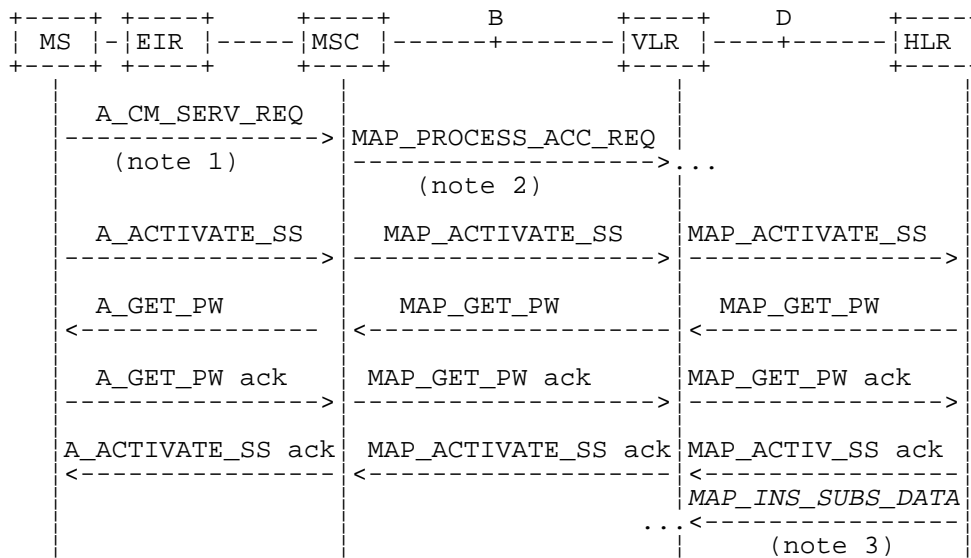 B D
MS EIR MSC VLR HLR
A_CM_SERV_REQ
MAP_PROCESS_ACC_REQ
(note 1) ...
(note 2)
A_ACTIVATE_SS MAP_ACTIVATE_SS MAP_ACTIVATE_SS
A_GET_PW MAP_GET_PW MAP_GET_PW
A_GET_PW ack MAP_GET_PW ack MAP_GET_PW ack
A_ACTIVATE_SS ack MAP_ACTIVATE_SS ack MAP_ACTIV_SS ack
MAP_INS_SUBS_DATA
...
(note 3)